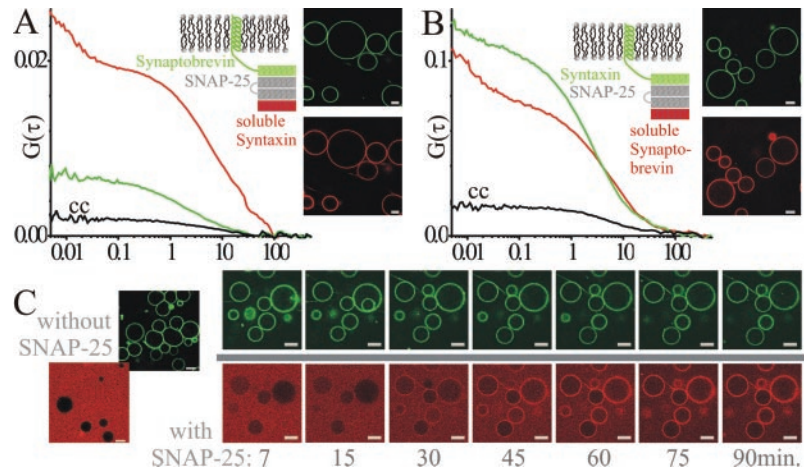 A
B
0.02
0.00
G(τ)
0.01
0.1
1
10
100
cc
Synaptobrevin
SNAP-25
soluble
Syntaxin
0.1
0.0
G(τ)
0.01
0.1
1
10
100
cc
Syntaxin
SNAP-25
soluble
Synapto-
brevin
C
without
SNAP-25
with
SNAP-25: 7 15 30 45 60 75 90min.